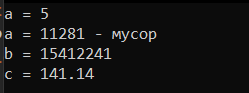 a = 5
a = 11281 - мусор
b = 15412241
c = 141.14